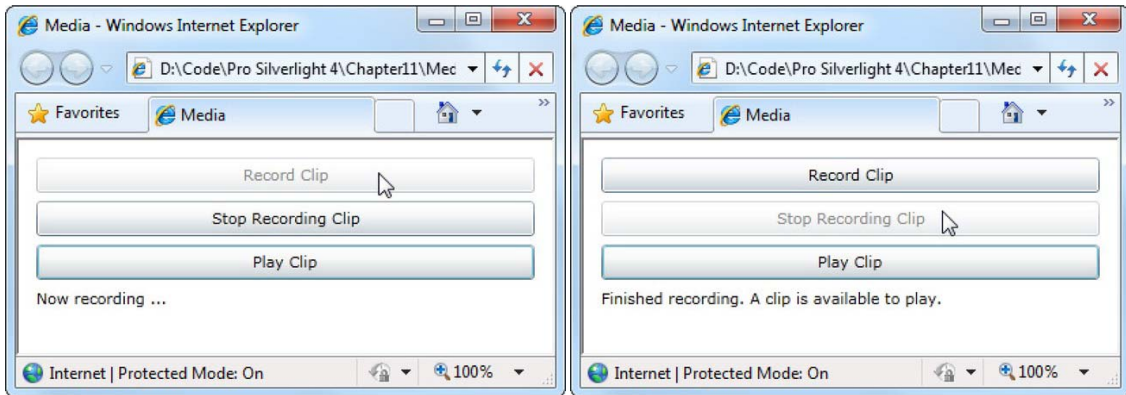 Media - Windows Internet Explorer
D:\Code\Pro Silverlight 4\Chapter11\Med
Favorites
Media
Record Clip
Stop Recording Clip
Play Clip
Now recording ...
Internet | Protected Mode: On
100%
Media - Windows Internet Explorer
D:\Code\Pro Silverlight 4\Chapter11\Med
Favorites
Media
Record Clip
Stop Recording Clip
Play Clip
Finished recording. A clip is available to play.
Internet | Protected Mode: On
100%